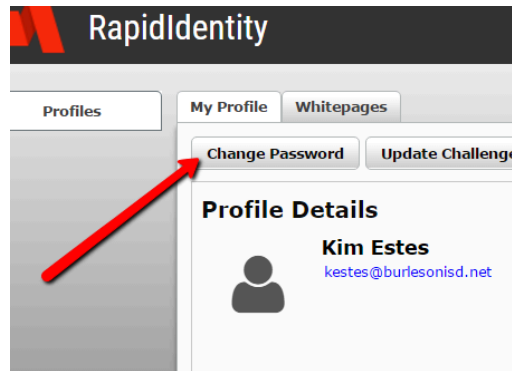 RapidIdentity
Profiles
My Profile Whitepages
Change Password Update Challenge
Profile Details
Kim Estes
kestes@burlesonisd.net